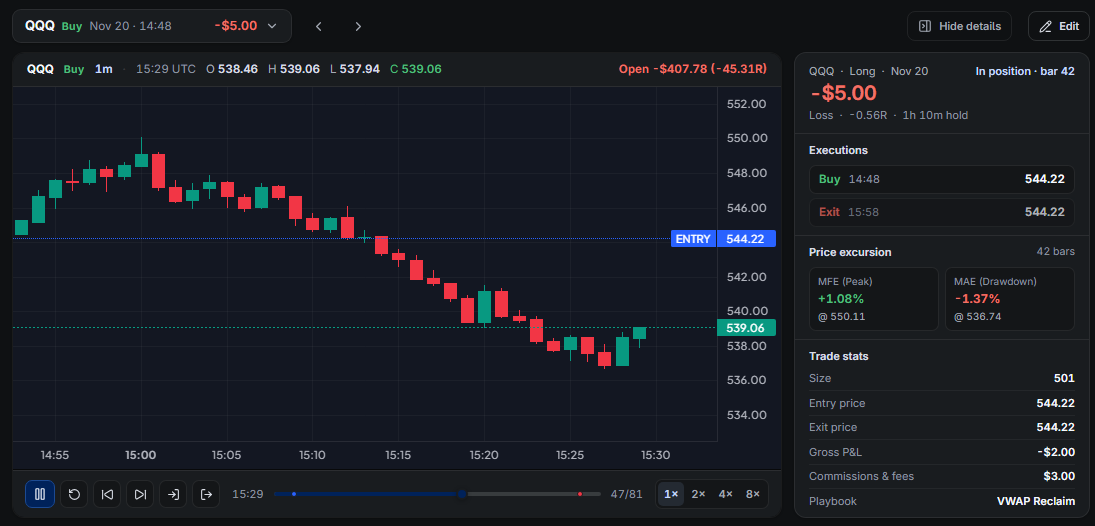 QQQ Buy Nov 20 · 14:48 -$5.00
Hide details
Edit
QQQ Buy 1m · 15:29 UTC O 538.46 H 539.06 L 537.94 C 539.06
Open -$407.78 (-45.31R)
552.00
550.00
548.00
546.00
ENTRY 544.22
542.00
540.00
539.06
538.00
536.00
534.00
14:55 15:00 15:05 15:10 15:15 15:20 15:25 15:30
15:29
47/81
1× 2× 4× 8×
QQQ · Long · Nov 20 In position · bar 42
-$5.00
Loss · -0.56R · 1h 10m hold
Executions
Buy 14:48 544.22
Exit 15:58 544.22
Price excursion 42 bars
MFE (Peak)
+1.08%
@ 550.11
MAE (Drawdown)
-1.37%
@ 536.74
Trade stats
Size 501
Entry price 544.22
Exit price 544.22
Gross P&L -$2.00
Commissions & fees $3.00
Playbook VWAP Reclaim